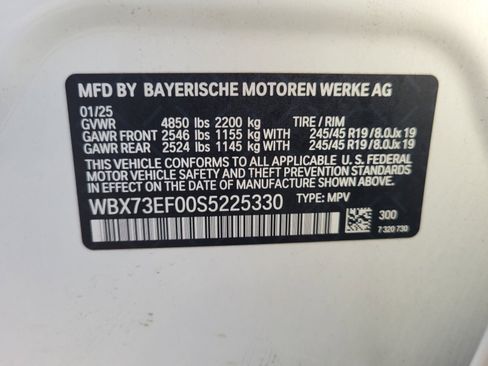 MFD BY BAYERISCHE MOTOREN WERKE AG
01/25
GVWR 4850 lbs 2200 kg TIRE / RIM
GAWR FRONT 2546 lbs 1155 kg WITH 245/45 R19 /8.0Jx 19
GAWR REAR 2524 lbs 1145 kg WITH 245/45 R19 /8.0Jx 19
THIS VEHICLE CONFORMS TO ALL APPLICABLE U. S. FEDERAL
MOTOR VEHICLE SAFETY AND THEFT PREVENTION STANDARDS
IN EFFECT ON THE DATE OF MANUFACTURE SHOWN ABOVE.
WBX73EF00S5225330 TYPE: MPV
300
7 320 730